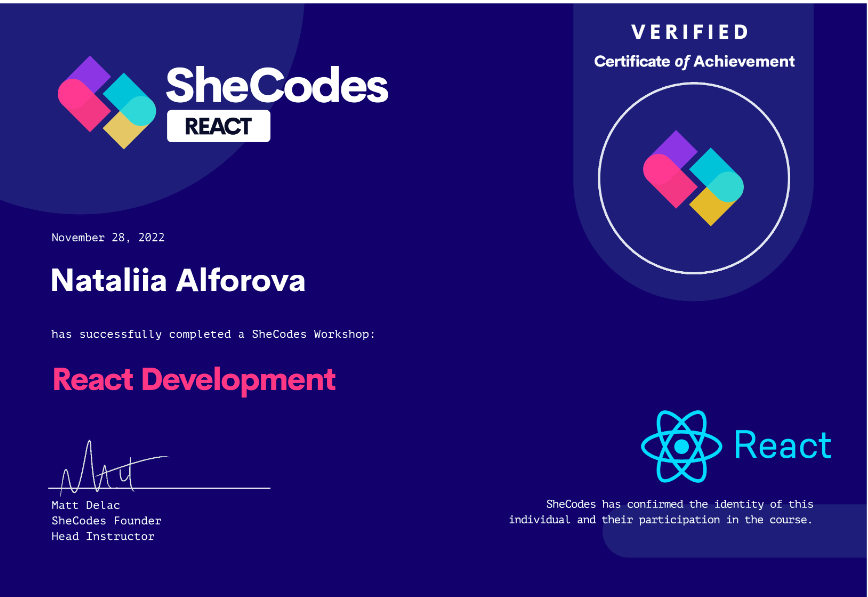 VERIFIED
Certificate of Achievement
SheCodes
REACT
November 28, 2022
Nataliia Alforova
has successfully completed a SheCodes Workshop:
React Development
Matt Delac
SheCodes Founder
Head Instructor
React
SheCodes has confirmed the identity of this
individual and their participation in the course.